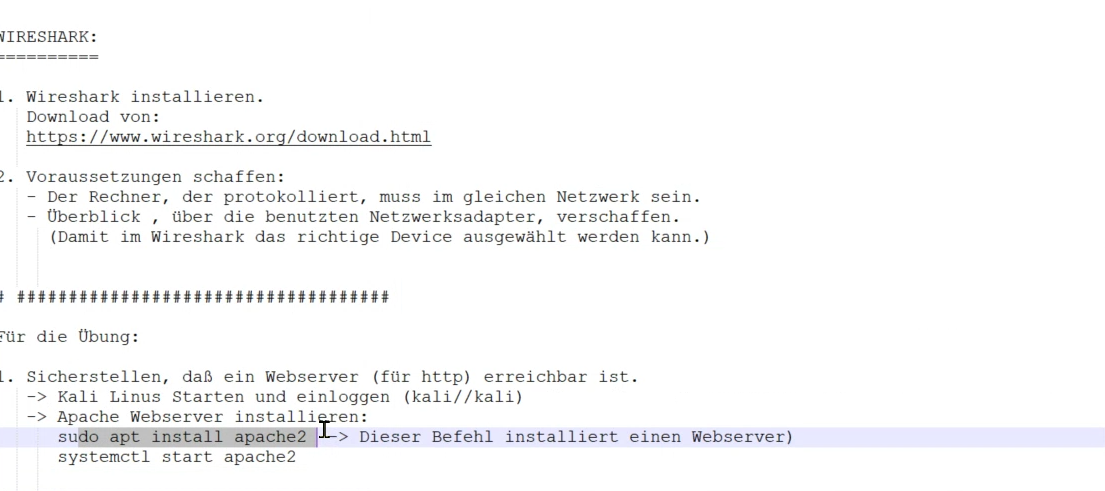 WIRESHARK:
==========
1. Wireshark installieren.
Download von:
https://www.wireshark.org/download.html
2. Voraussetzungen schaffen:
- Der Rechner, der protokolliert, muss im gleichen Netzwerk sein.
- Überblick , über die benutzten Netzwerksadapter, verschaffen.
(Damit im Wireshark das richtige Device ausgewählt werden kann.)
# ####################################
Für die Übung:
1. Sicherstellen, daß ein Webserver (für http) erreichbar ist.
-> Kali Linus Starten und einloggen (kali//kali)
-> Apache Webserver installieren:
sudo apt install apache2 --> Dieser Befehl installiert einen Webserver)
systemctl start apache2